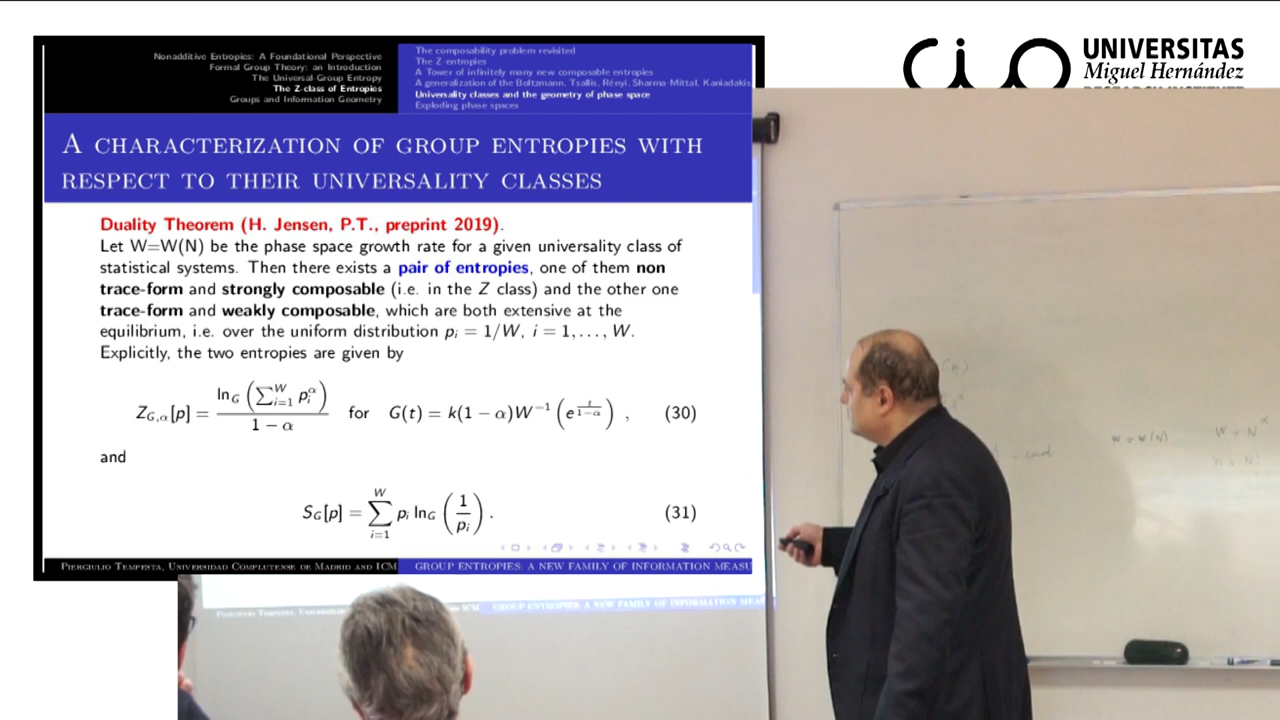 Nonadditive Entropies: A Foundational Perspective
Formal Group Theory: an Introduction
The Universal Group Entropy
The Z-class of Entropies
Groups and Information Geometry
The composability problem revisited
The Z-entropies
A Tower of infinitely many new composable entropies
A generalization of the Boltzmann, Tsallis, Rényi, Sharma-Mittal, Kaniadakis
Universality classes and the geometry of phase space
Exploding phase spaces
UNIVERSITAS
Miguel Hernández
A CHARACTERIZATION OF GROUP ENTROPIES WITH
RESPECT TO THEIR UNIVERSALITY CLASSES
Duality Theorem (H. Jensen, P.T., preprint 2019).
Let W=W(N) be the phase space growth rate for a given universality class of
statistical systems. Then there exists a pair of entropies, one of them non
trace-form and strongly composable (i.e. in the Z class) and the other one
trace-form and weakly composable, which are both extensive at the
equilibrium, i.e. over the uniform distribution p_i = 1/W, i = 1, . . . , W.
Explicitly, the two entropies are given by
Z_{G,α}[p] = ln_G (∑_{i=1}^{W} p_i^α) / (1 − α) for G(t) = k(1 − α)W^{−1} (e^{t/(1−α)}) , (30)
and
S_G[p] = ∑_{i=1}^{W} p_i ln_G (1/p_i) . (31)
PIERGIULIO TEMPESTA, UNIVERSIDAD COMPLUTENSE DE MADRID AND ICM
GROUP ENTROPIES: A NEW FAMILY OF INFORMATION MEASU
GROUP ENTROPIES: A NEW FAMILY OF INFORMATION MEA
W = W(N)